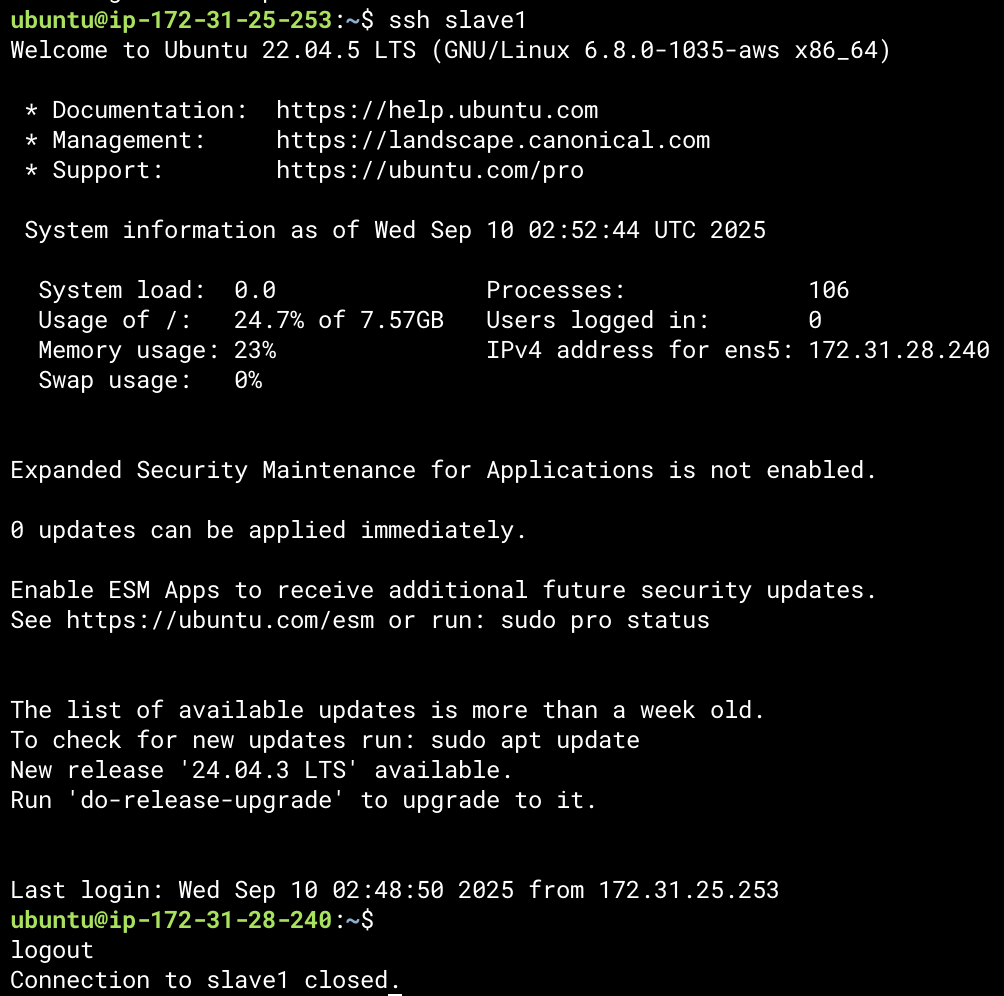 ubuntu@ip-172-31-25-253:~$ ssh slave1
Welcome to Ubuntu 22.04.5 LTS (GNU/Linux 6.8.0-1035-aws x86_64)

 * Documentation:  https://help.ubuntu.com
 * Management:     https://landscape.canonical.com
 * Support:        https://ubuntu.com/pro

 System information as of Wed Sep 10 02:52:44 UTC 2025

  System load:  0.0               Processes:             106
  Usage of /:   24.7% of 7.57GB   Users logged in:       0
  Memory usage: 23%               IPv4 address for ens5: 172.31.28.240
  Swap usage:   0%


Expanded Security Maintenance for Applications is not enabled.

0 updates can be applied immediately.

Enable ESM Apps to receive additional future security updates.
See https://ubuntu.com/esm or run: sudo pro status


The list of available updates is more than a week old.
To check for new updates run: sudo apt update
New release '24.04.3 LTS' available.
Run 'do-release-upgrade' to upgrade to it.


Last login: Wed Sep 10 02:48:50 2025 from 172.31.25.253
ubuntu@ip-172-31-28-240:~$
logout
Connection to slave1 closed.